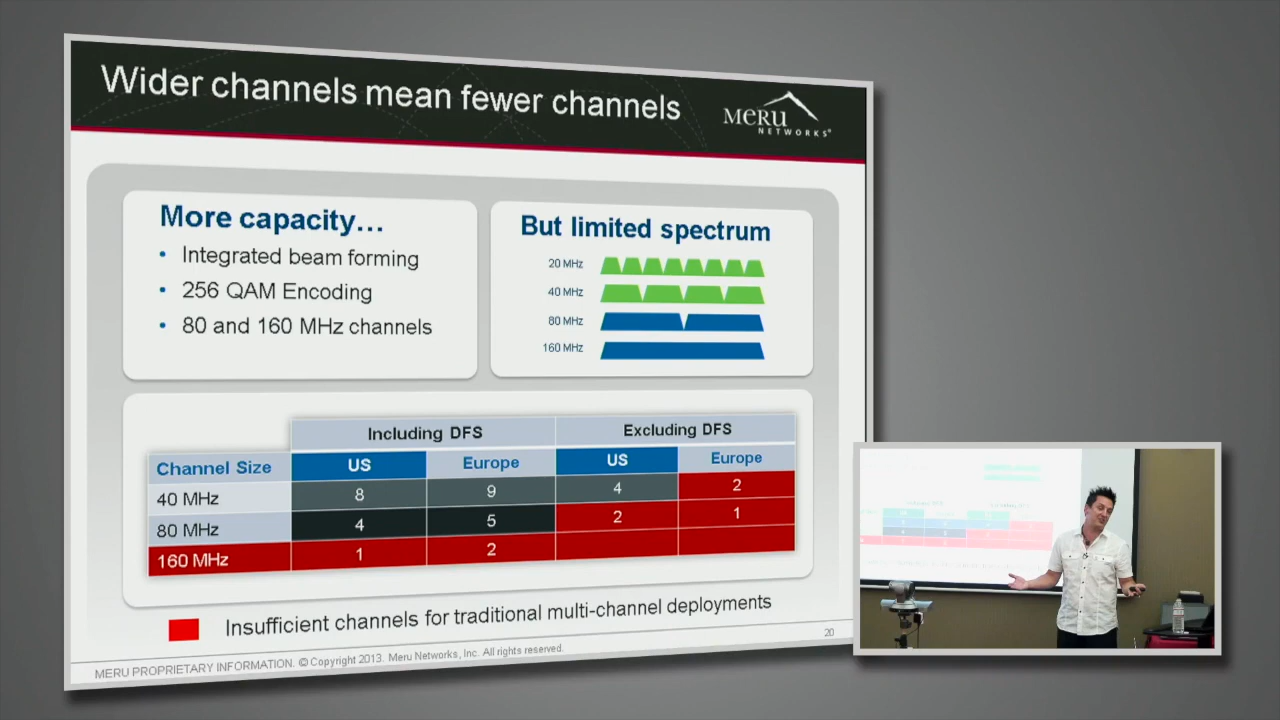 Wider channels mean fewer channels
MERU
NETWORKS
More capacity…
• Integrated beam forming
• 256 QAM Encoding
• 80 and 160 MHz channels
But limited spectrum
20 MHz
40 MHz
80 MHz
160 MHz
Including DFS Excluding DFS
Channel Size US Europe US Europe
40 MHz 8 9 4 2
80 MHz 4 5 2 1
160 MHz 1 2
Insufficient channels for traditional multi-channel deployments
20
MERU PROPRIETARY INFORMATION. © Copyright 2013. Meru Networks, Inc. All rights reserved.